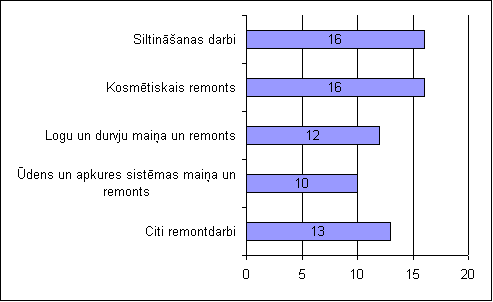 Siltināšanas darbi
16
Kosmētiskais remonts
16
Logu un durvju maiņa un remonts
12
Ūdens un apkures sistēmas maiņa un
remonts
10
Citi remontdarbi
13
0 5 10 15 20